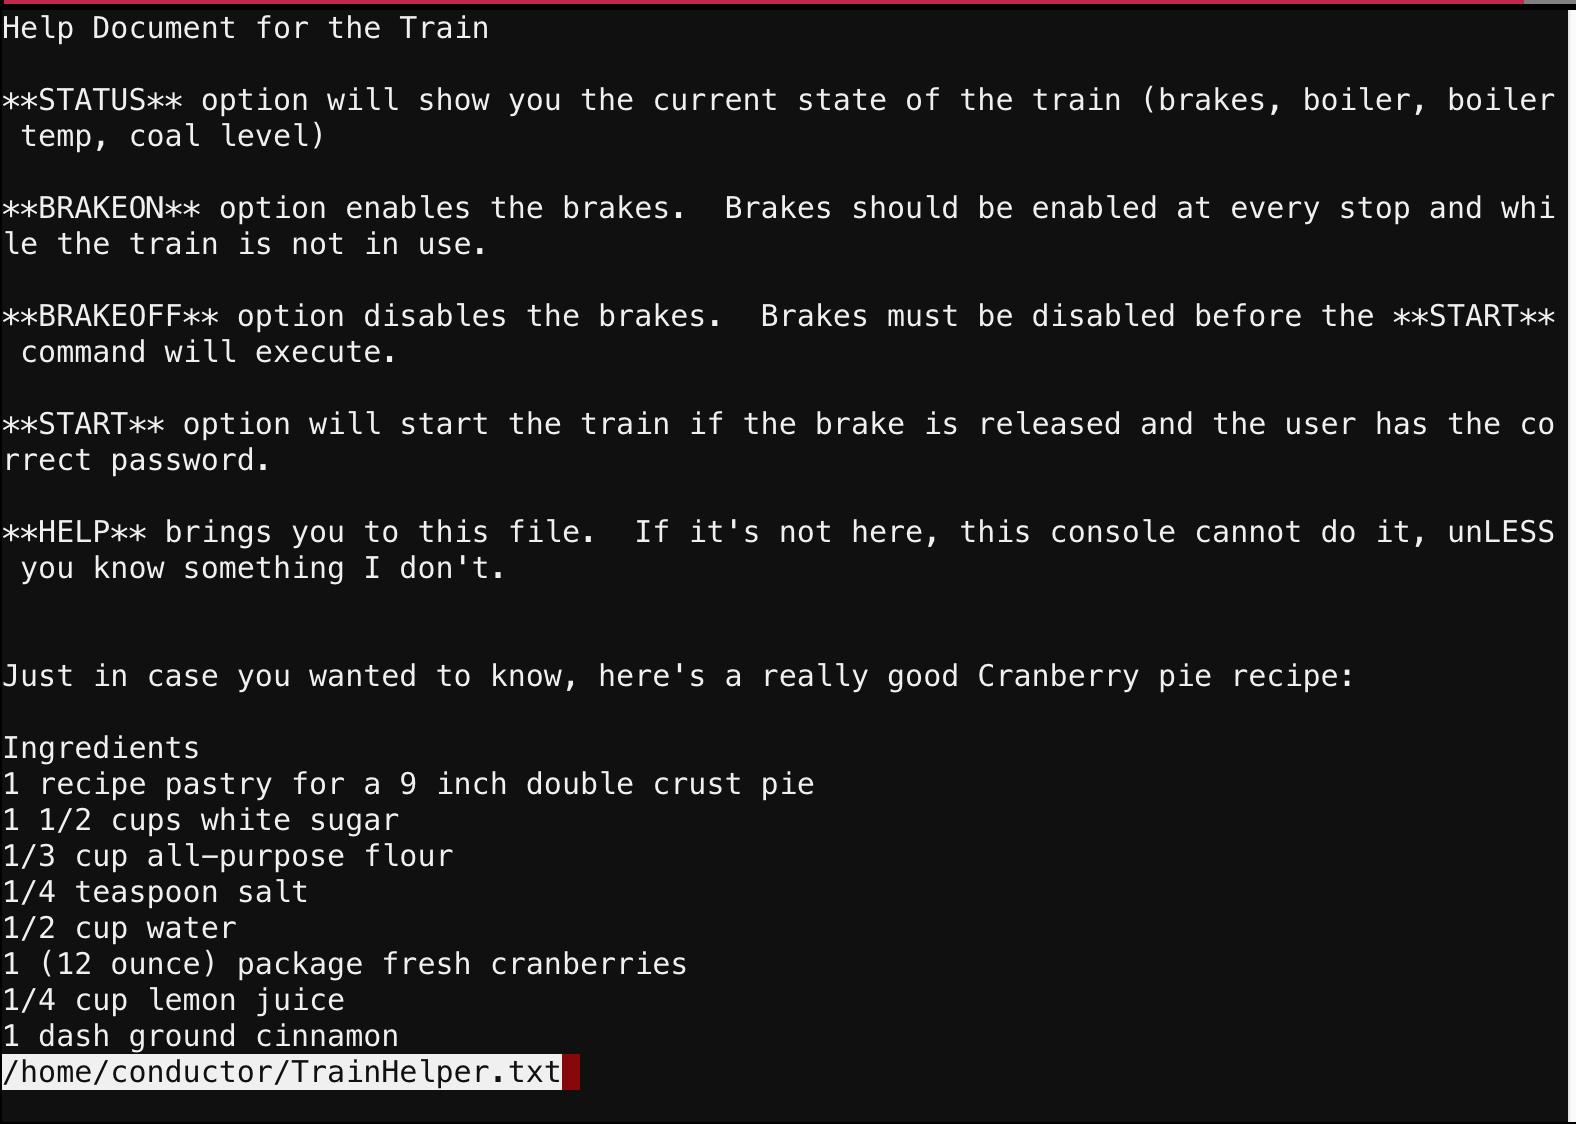 Help Document for the Train
**STATUS** option will show you the current state of the train (brakes, boiler, boiler
 temp, coal level)
**BRAKEON** option enables the brakes.  Brakes should be enabled at every stop and whi
le the train is not in use.
**BRAKEOFF** option disables the brakes.  Brakes must be disabled before the **START**
 command will execute.
**START** option will start the train if the brake is released and the user has the co
rrect password.
**HELP** brings you to this file.  If it's not here, this console cannot do it, unLESS
 you know something I don't.
Just in case you wanted to know, here's a really good Cranberry pie recipe:
Ingredients
1 recipe pastry for a 9 inch double crust pie
1 1/2 cups white sugar
1/3 cup all-purpose flour
1/4 teaspoon salt
1/2 cup water
1 (12 ounce) package fresh cranberries
1/4 cup lemon juice
1 dash ground cinnamon
/home/conductor/TrainHelper.txt